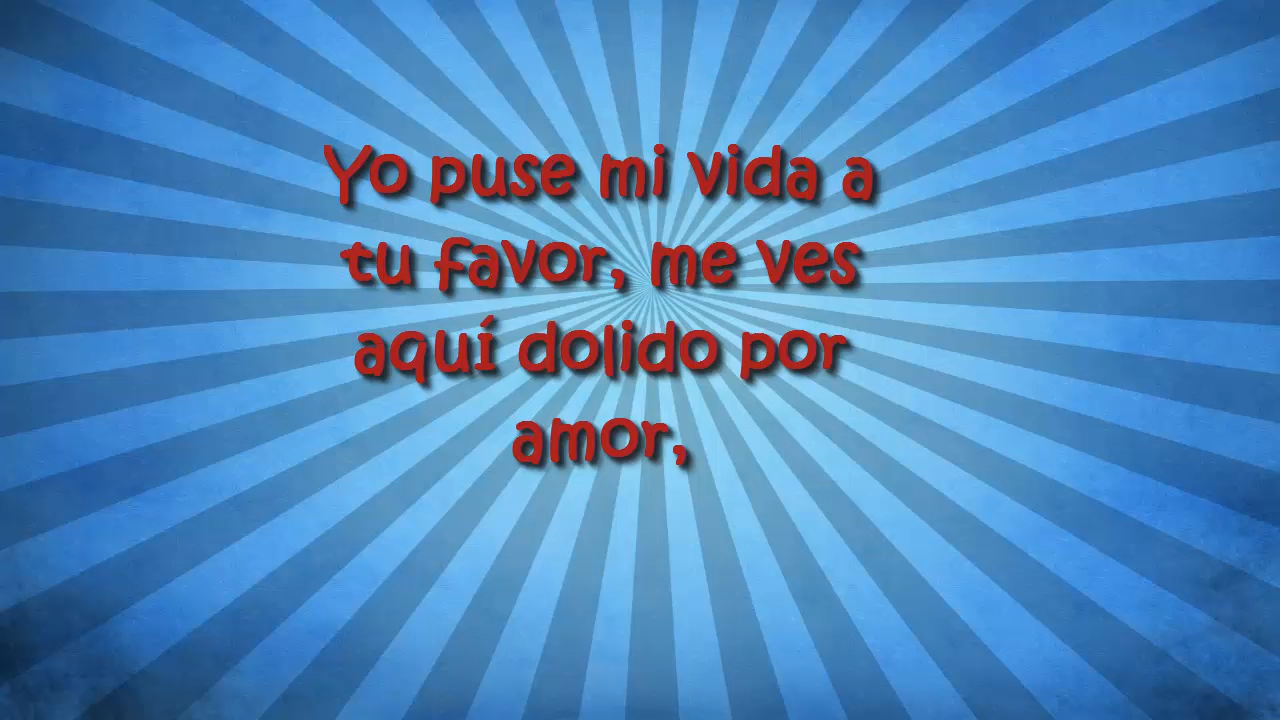 Yo puse mi vida a
tu favor, me ves
aquí dolido por
amor,